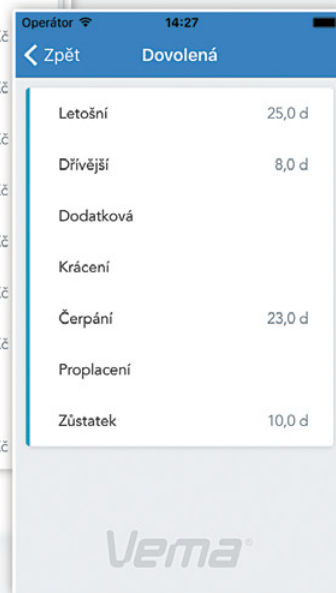 Operátor 14:27
Zpět Dovolená
Letošní 25,0 d
Dřívější 8,0 d
Dodatková
Krácení
Čerpání 23,0 d
Proplacení
Zůstatek 10,0 d
Vema®